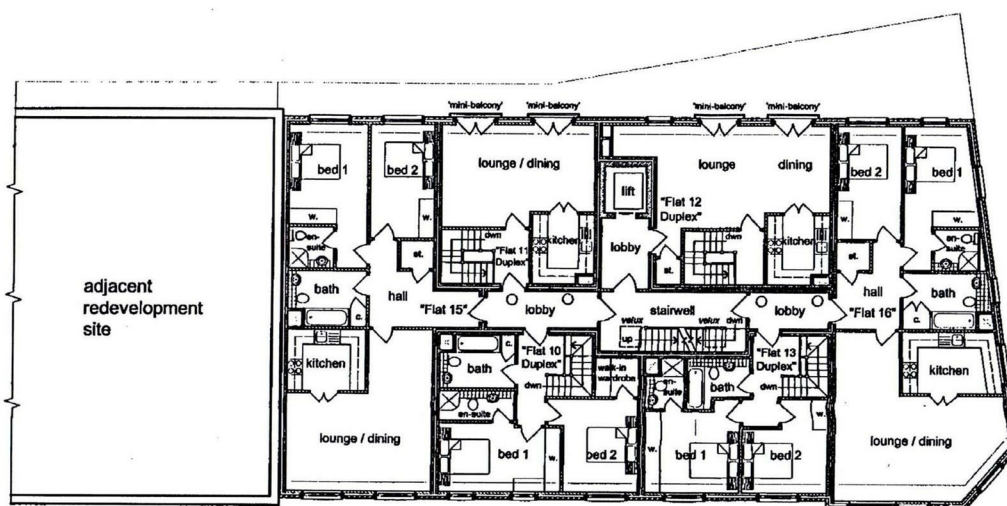 'mini-balcony'
'mini-balcony'
'mini-balcony'
'mini-balcony'
bed 1
bed 2
lounge / dining
lounge
dining
bed 2
bed 1
lift
w.
w.
"Flat 12
Duplex"
w.
w.
en-
suite
st.
dwn
"Flat 11
Duplex"
kitchen
lobby
st.
dwn
kitchen
st.
en-
suite
adjacent
redevelopment
site
bath
hall
hall
bath
c.
"Flat 15"
lobby
stairwell
lobby
"Flat 16"
c.
velux
velux
dwn
up
kitchen
bath
c.
"Flat 10
Duplex"
dwn
walk-in
wardrobe
en-
suite
bath
"Flat 13
Duplex"
dwn
kitchen
en-suite
w.
lounge / dining
bed 1
w.
bed 2
w.
bed 1
bed 2
lounge / dining